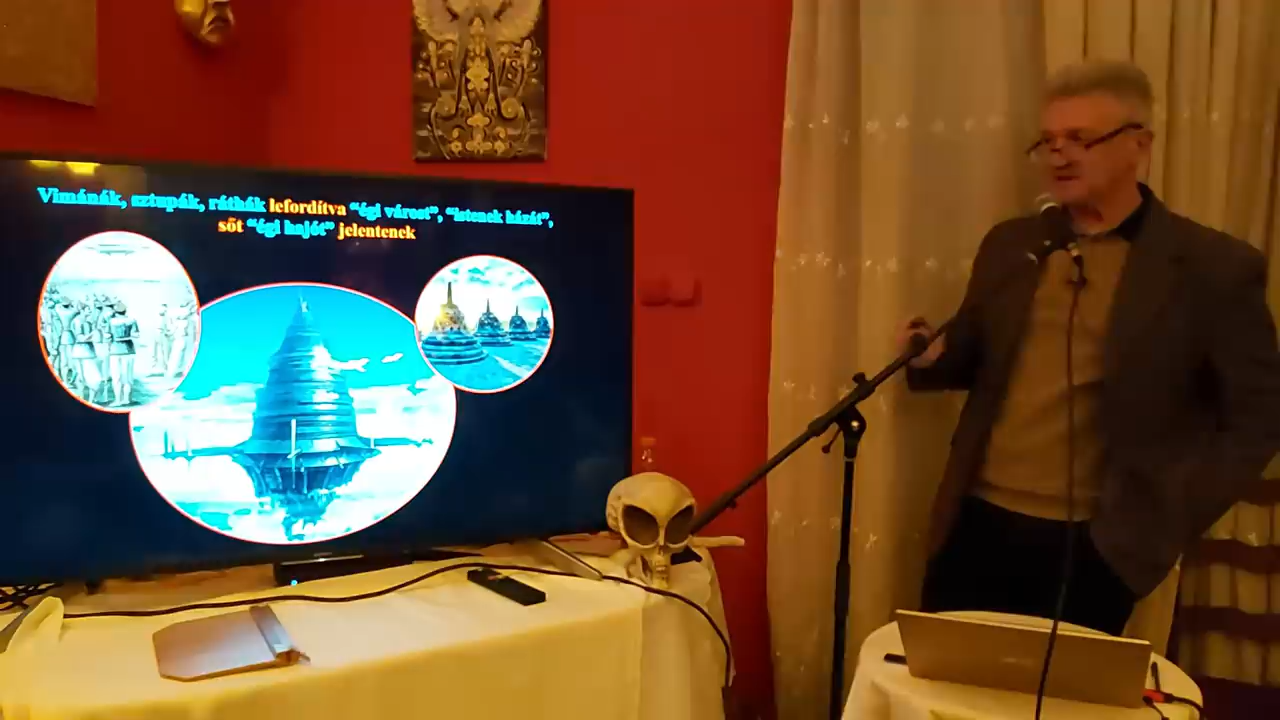 Vimánák, sztupák, ráthák lefordítva “égi várost”, “istenek házát”,
sőt “égi hajót” jelentenek